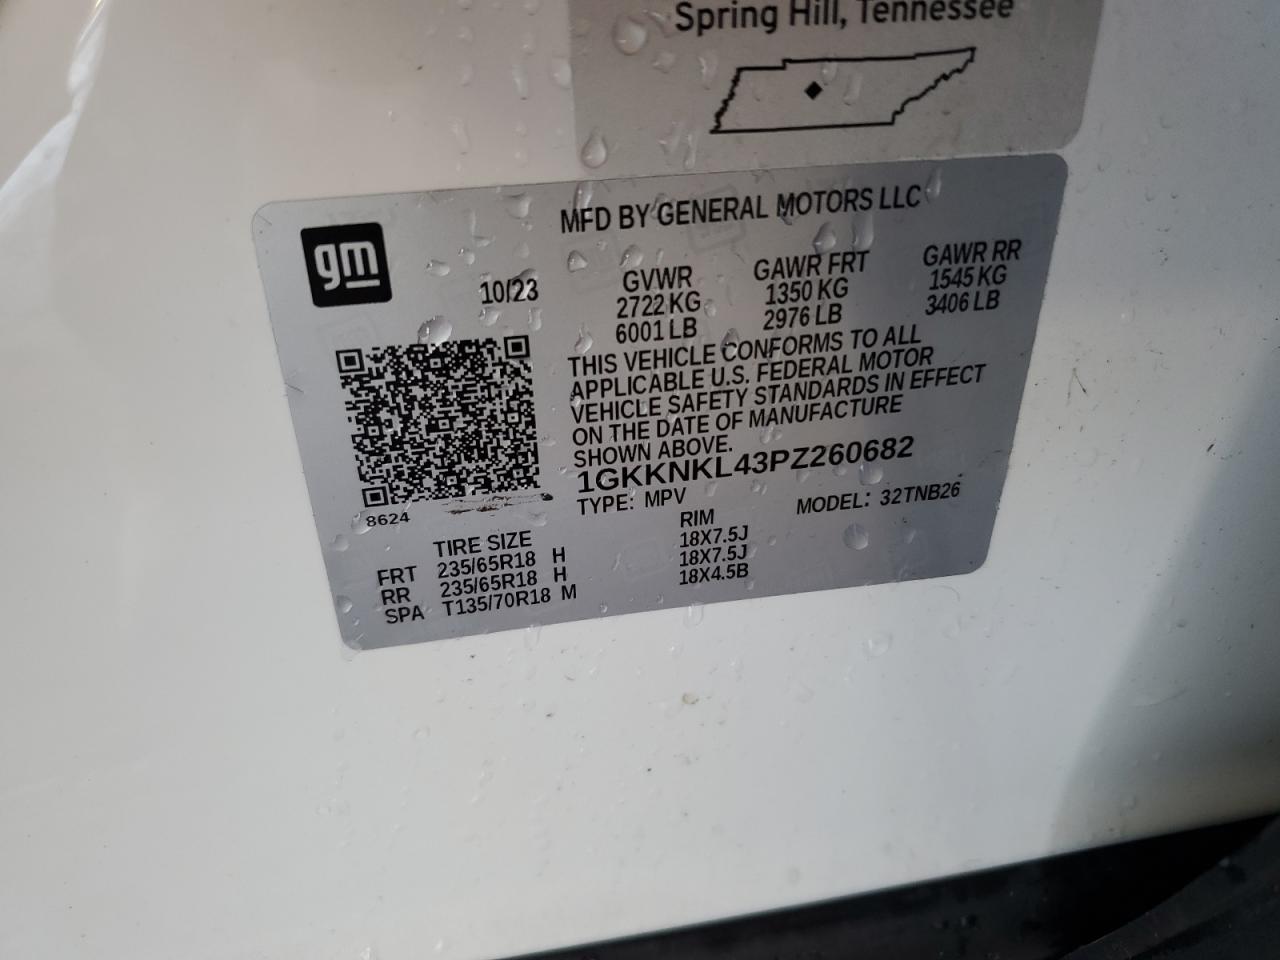 Spring Hill, Tennessee
MFD BY GENERAL MOTORS LLC
gm
10/23
GVWR
2722 KG
6001 LB
GAWR FRT
1350 KG
2976 LB
GAWR RR
1545 KG
3406 LB
THIS VEHICLE CONFORMS TO ALL
APPLICABLE U.S. FEDERAL MOTOR
VEHICLE SAFETY STANDARDS IN EFFECT
ON THE DATE OF MANUFACTURE
SHOWN ABOVE.
1GKKNKL43PZ260682
TYPE: MPV MODEL: 32TNB26
8624
TIRE SIZE RIM
FRT 235/65R18 H 18X7.5J
RR 235/65R18 H 18X7.5J
SPA T135/70R18 M 18X4.5B